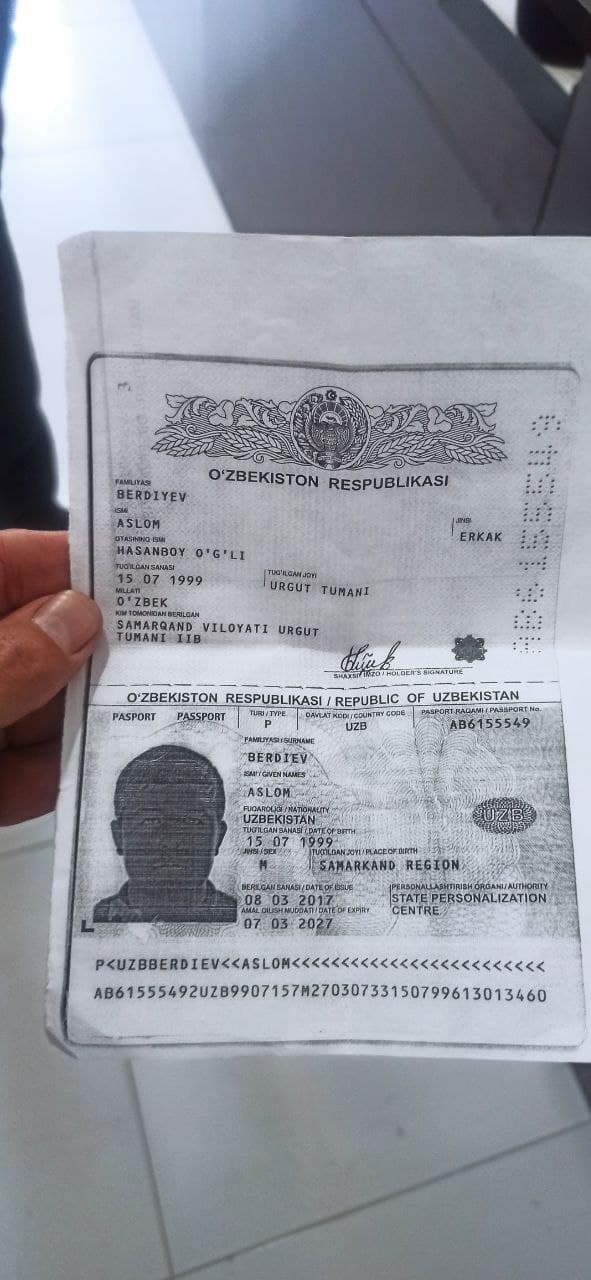 3
O‘ZBEKISTON RESPUBLIKASI
FAMILIYASI
BERDIYEV
ISMI
ASLOM
JINSI
ERKAK
OTASINING ISMI
HASANBOY O'G'LI
TUG'ILGAN SANASI
15 07 1999
TUG'ILGAN JOYI
URGUT TUMANI
MILLATI
O'ZBEK
KIM TOMONIDAN BERILGAN
SAMARQAND VILOYATI URGUT
TUMANI IIB
AB6155549
SHAXSIY IMZO / HOLDER'S SIGNATURE
O‘ZBEKISTON RESPUBLIKASI / REPUBLIC OF UZBEKISTAN
PASPORT PASSPORT
TURI / TYPE
P
DAVLAT KODI / COUNTRY CODE
UZB
PASPORT RAQAMI / PASSPORT No.
AB6155549
FAMILIYASI / SURNAME
BERDIEV
ISMI / GIVEN NAMES
ASLOM
FUQAROLIGI / NATIONALITY
UZBEKISTAN
UZB
TUG'ILGAN SANASI / DATE OF BIRTH
15 07 1999
JINSI / SEX
M
TUG'ILGAN JOYI / PLACE OF BIRTH
SAMARKAND REGION
BERILGAN SANASI / DATE OF ISSUE
08 03 2017
PERSONALLASHTIRISH ORGANI / AUTHORITY
STATE PERSONALIZATION
CENTRE
AMAL QILISH MUDDATI / DATE OF EXPIRY
07 03 2027
P<UZBBERDIEV<<ASLOM<<<<<<<<<<<<<<<<<<<<<<<<<
AB61555492UZB9907157M27030733150799613013460